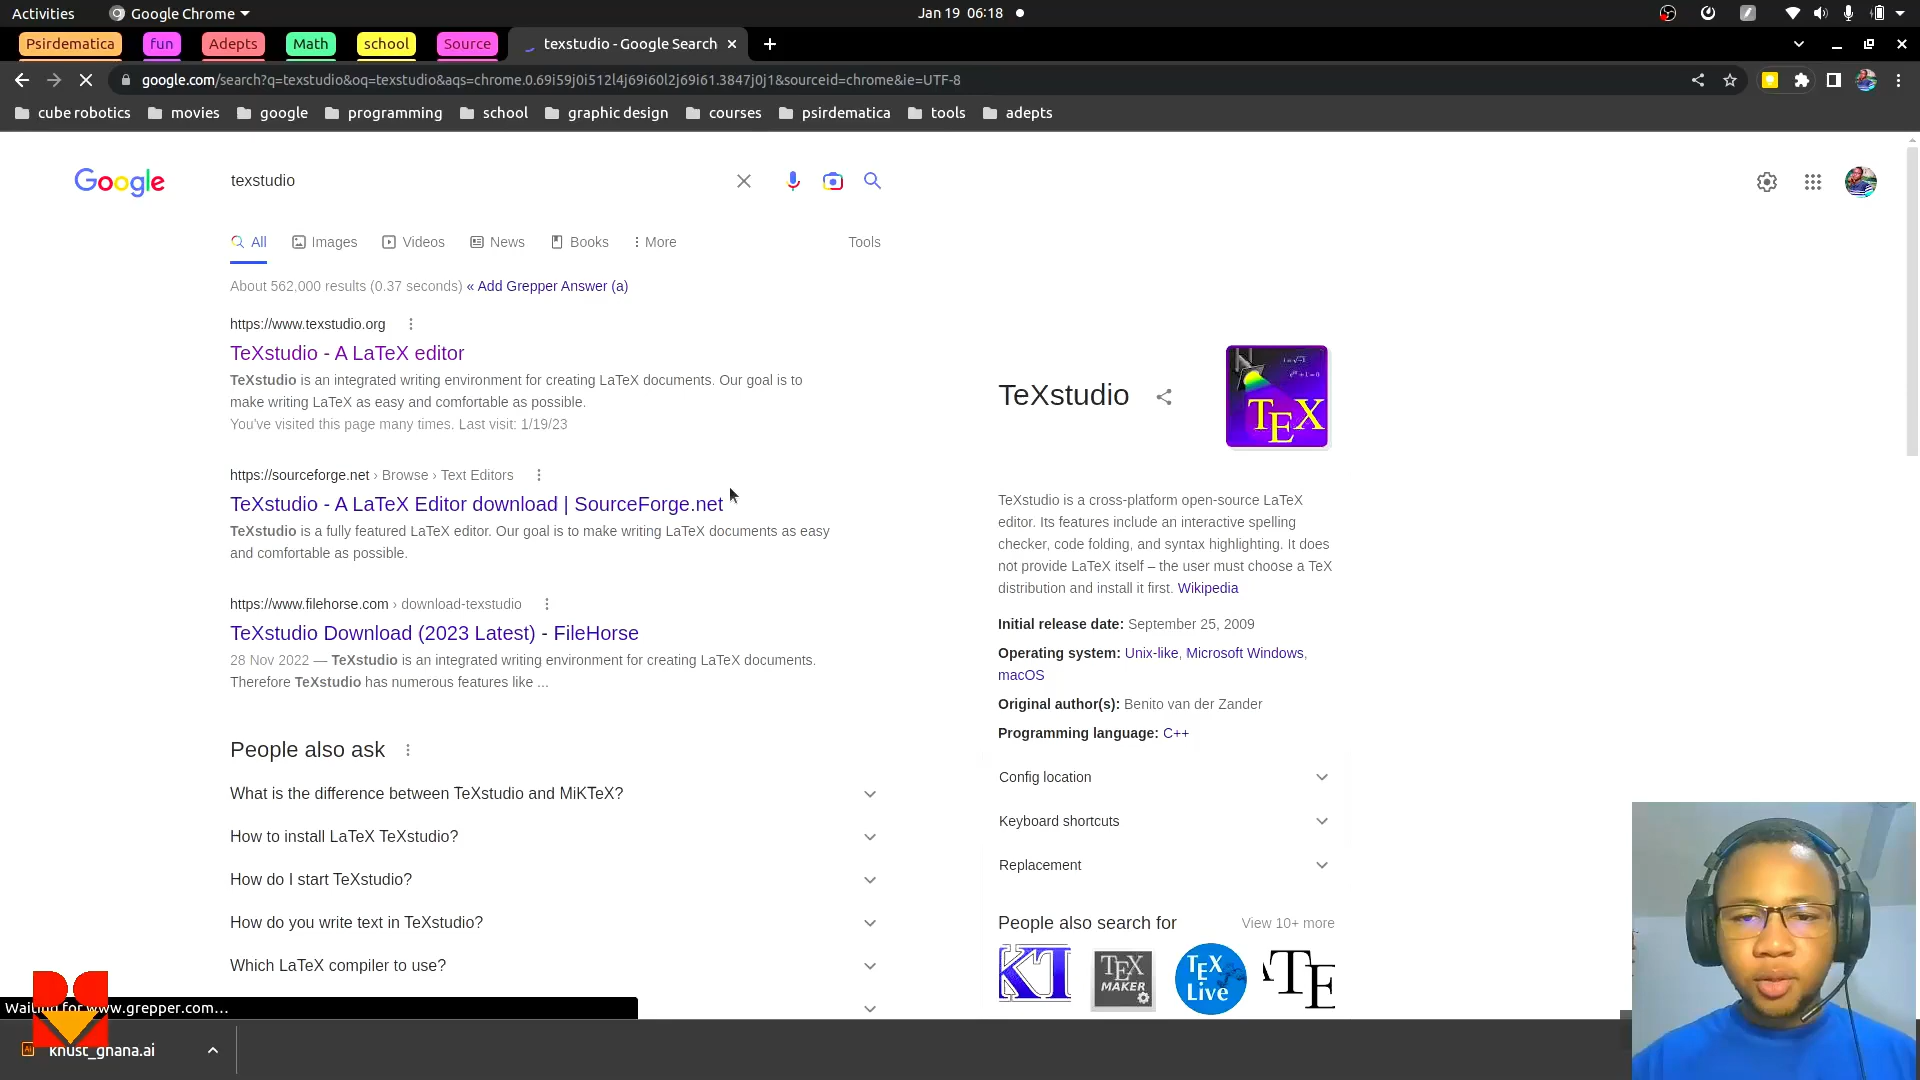 Activities Google Chrome Jan 19 06:18
Psirdematica fun Adepts Math school Source texstudio - Google Search
google.com/search?q=texstudio&oq=texstudio&aqs=chrome.0.69i59j0i512l4j69i60l2j69i61.3847j0j1&sourceid=chrome&ie=UTF-8
cube robotics movies google programming school graphic design courses psirdematica tools adepts
Google texstudio
All Images Videos News Books More Tools
About 562,000 results (0.37 seconds) « Add Grepper Answer (a)
https://www.texstudio.org
TeXstudio - A LaTeX editor
TeXstudio is an integrated writing environment for creating LaTeX documents. Our goal is to
make writing LaTeX as easy and comfortable as possible.
You've visited this page many times. Last visit: 1/19/23
https://sourceforge.net › Browse › Text Editors
TeXstudio - A LaTeX Editor download | SourceForge.net
TeXstudio is a fully featured LaTeX editor. Our goal is to make writing LaTeX documents as easy
and comfortable as possible.
https://www.filehorse.com › download-texstudio
TeXstudio Download (2023 Latest) - FileHorse
28 Nov 2022 — TeXstudio is an integrated writing environment for creating LaTeX documents.
Therefore TeXstudio has numerous features like ...
People also ask
What is the difference between TeXstudio and MiKTeX?
How to install LaTeX TeXstudio?
How do I start TeXstudio?
How do you write text in TeXstudio?
Which LaTeX compiler to use?
TeXstudio
TEX
TeXstudio is a cross-platform open-source LaTeX
editor. Its features include an interactive spelling
checker, code folding, and syntax highlighting. It does
not provide LaTeX itself – the user must choose a TeX
distribution and install it first. Wikipedia
Initial release date: September 25, 2009
Operating system: Unix-like, Microsoft Windows,
macOS
Original author(s): Benito van der Zander
Programming language: C++
Config location
Keyboard shortcuts
Replacement
People also search for View 10+ more
TEX MAKER
TEX Live
Waiting for www.grepper.com…
knust_ghana.ai